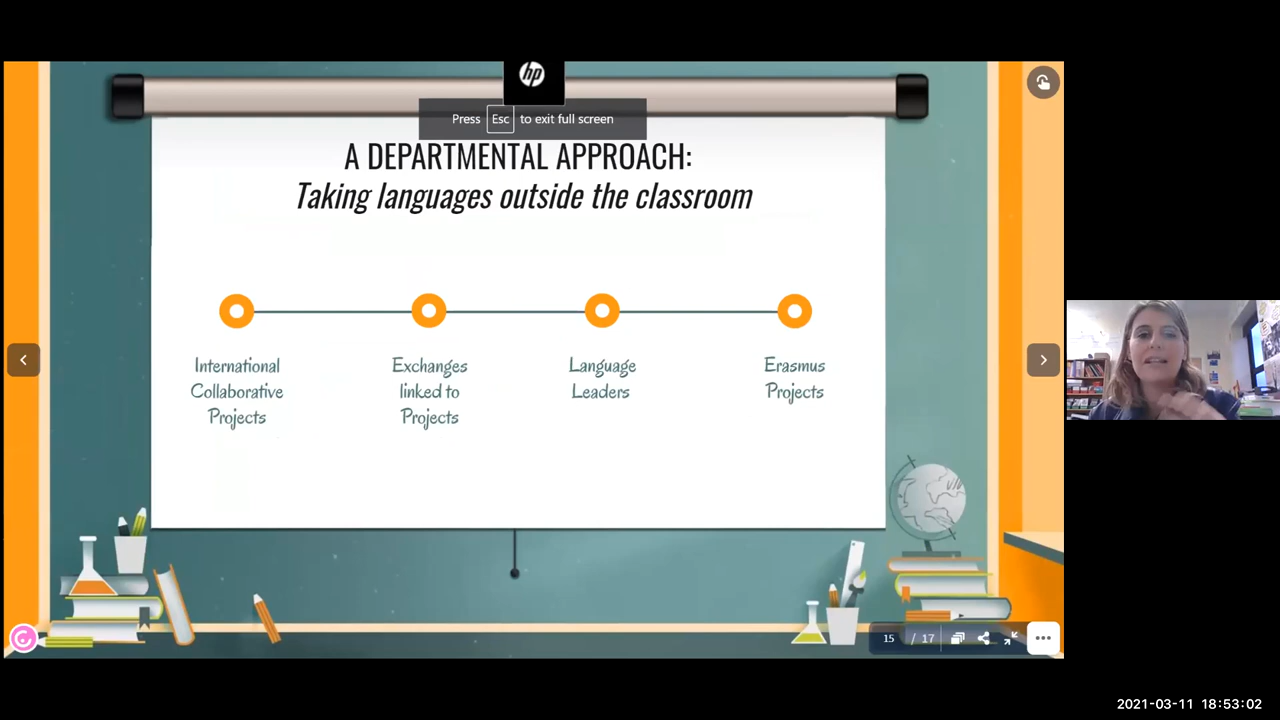 hp
Press Esc to exit full screen
A DEPARTMENTAL APPROACH:
Taking languages outside the classroom
International
Collaborative
Projects
Exchanges
linked to
Projects
Language
Leaders
Erasmus
Projects
15 / 17
2021-03-11 18:53:02